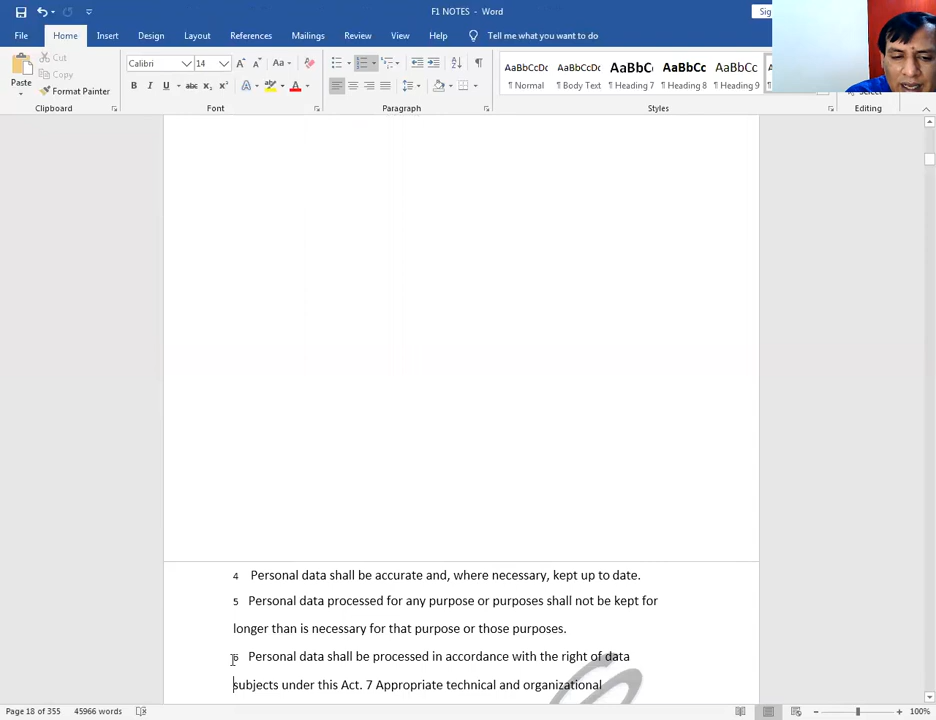 F1 NOTES - Word
Sig
File Home Insert Design Layout References Mailings Review View Help Tell me what you want to do
Paste Cut
Copy
Format Painter
Calibri 14
AaBbCcDc AaBbCcDc AaBbC AaBbCc AaBbCc
¶ Normal ¶ Body Text ¶ Heading 7 ¶ Heading 8 ¶ Heading 9
Select
Clipboard Font Paragraph Styles Editing
4 Personal data shall be accurate and, where necessary, kept up to date.
5 Personal data processed for any purpose or purposes shall not be kept for
longer than is necessary for that purpose or those purposes.
6 Personal data shall be processed in accordance with the right of data
subjects under this Act. 7 Appropriate technical and organizational
Page 18 of 355 45966 words 100%